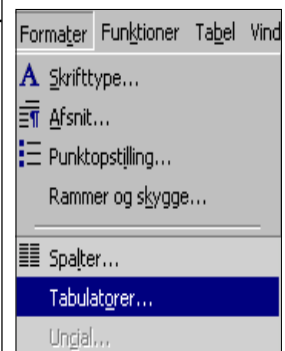 Formater Funktioner Tabel Vind
Skrifttype...
Afsnit...
Punktopstilling...
Rammer og skygge...
Spalter...
Tabulatorer...
Uncial...